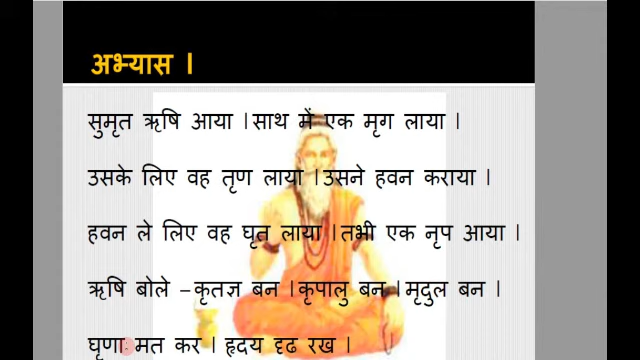 अभ्यास ।
सुमृत ऋषि आया ।साथ में एक मृग लाया ।
उसके लिए वह तृण लाया ।उसने हवन कराया ।
हवन ले लिए वह घृत लाया ।तभी एक नृप आया ।
ऋषि बोले –कृतज्ञ बन ।कृपालु बन ।मृदुल बन ।
घृणा मत कर । हृदय दृढ रख ।